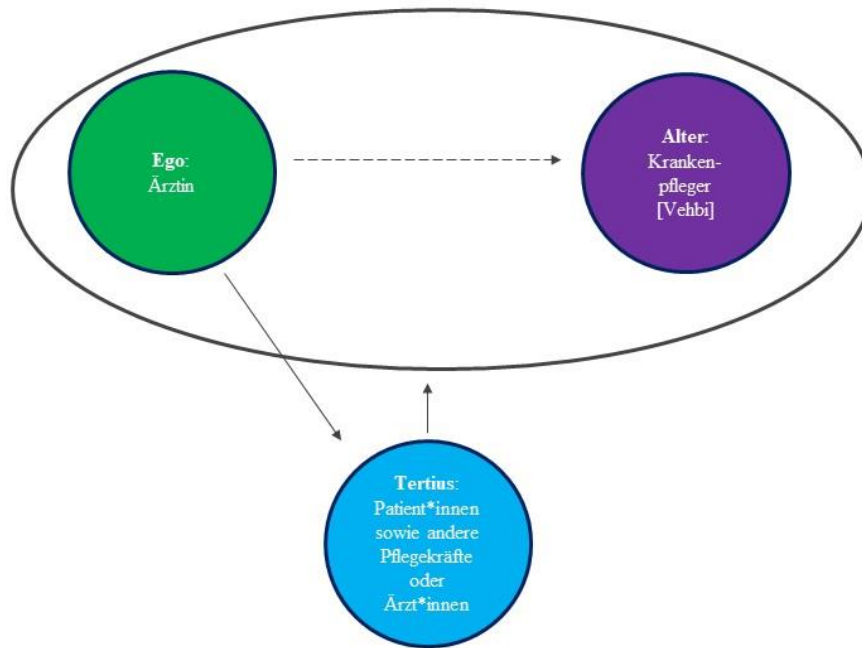 Ego:
Ärztin
Alter:
Kranken-
pfleger
[Vehbi]
Tertius:
Patient*innen
sowie andere
Pflegekräfte
oder
Ärzt*innen